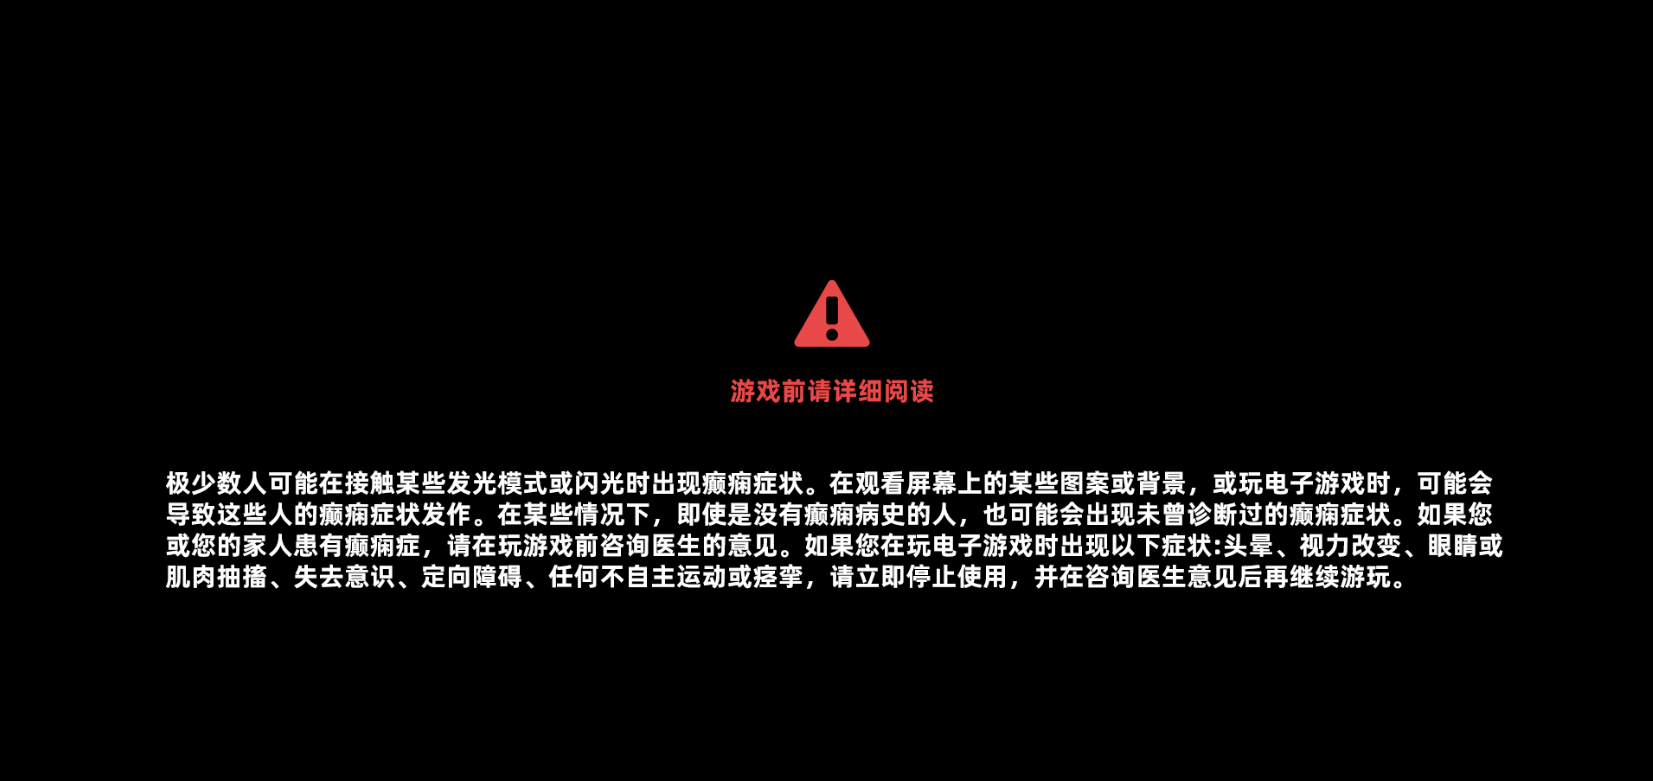 游戏前请详细阅读
极少数人可能在接触某些发光模式或闪光时出现癫痫症状。在观看屏幕上的某些图案或背景，或玩电子游戏时，可能会
导致这些人的癫痫症状发作。在某些情况下，即使是没有癫痫病史的人，也可能会出现未曾诊断过的癫痫症状。如果您
或您的家人患有癫痫症，请在玩游戏前咨询医生的意见。如果您在玩电子游戏时出现以下症状:头晕、视力改变、眼睛或
肌肉抽搐、失去意识、定向障碍、任何不自主运动或痉挛，请立即停止使用，并在咨询医生意见后再继续游玩。